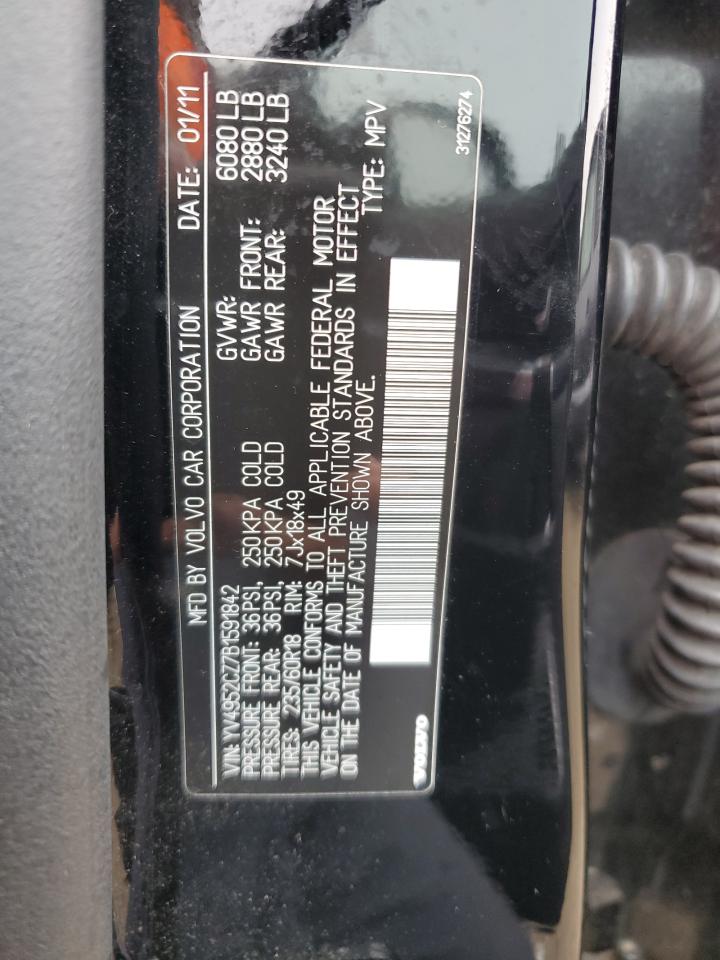 MFD BY VOLVO CAR CORPORATION DATE: 01/11
VIN: YV4952C77B1591842 GVWR: 6080 LB
PRESSURE FRONT: 36PSI, 250KPA COLD GAWR FRONT: 2880 LB
PRESSURE REAR: 36PSI, 250KPA COLD GAWR REAR: 3240 LB
TIRES: 235/60R18 RIM: 7Jx18x49
THIS VEHICLE CONFORMS TO ALL APPLICABLE FEDERAL MOTOR
VEHICLE SAFETY AND THEFT PREVENTION STANDARDS IN EFFECT
ON THE DATE OF MANUFACTURE SHOWN ABOVE. TYPE: MPV
VOLVO 31276274